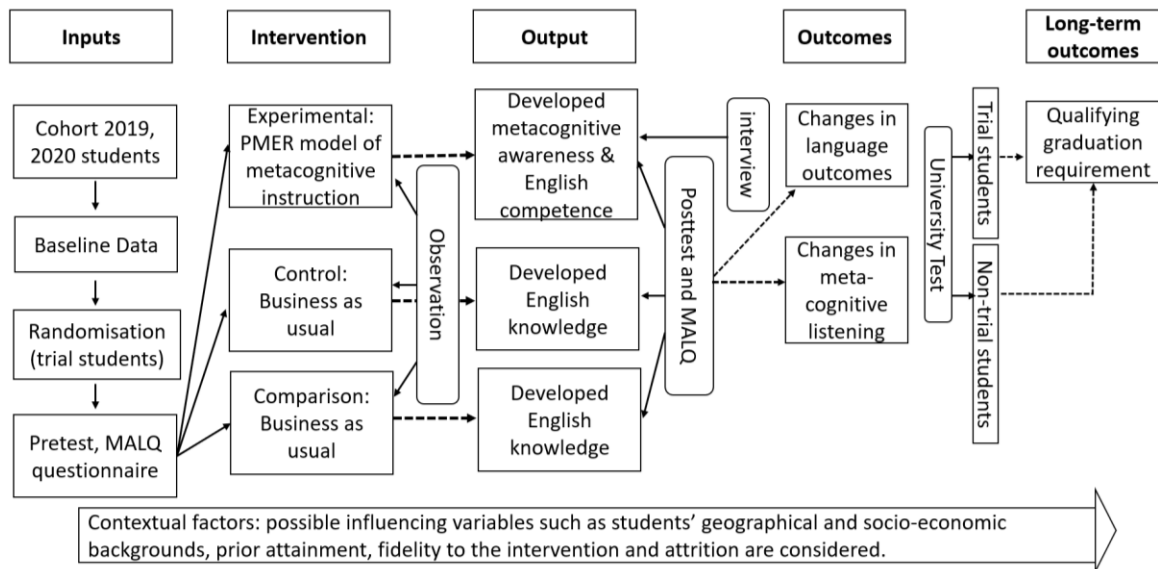 Inputs
Intervention
Output
Outcomes
Long-term
outcomes
Cohort 2019,
2020 students
Baseline Data
Randomisation
(trial students)
Pretest, MALQ
questionnaire
Experimental:
PMER model of
metacognitive
instruction
Control:
Business as
usual
Comparison:
Business as
usual
Observation
Developed
metacognitive
awareness &
English
competence
Developed
English
knowledge
Developed
English
knowledge
Posttest and MALQ
interview
Changes in
language
outcomes
Changes in
meta-
cognitive
listening
University Test
Trial students
Non-trial students
Qualifying
graduation
requirement
Contextual factors: possible influencing variables such as students’ geographical and socio-economic
backgrounds, prior attainment, fidelity to the intervention and attrition are considered.